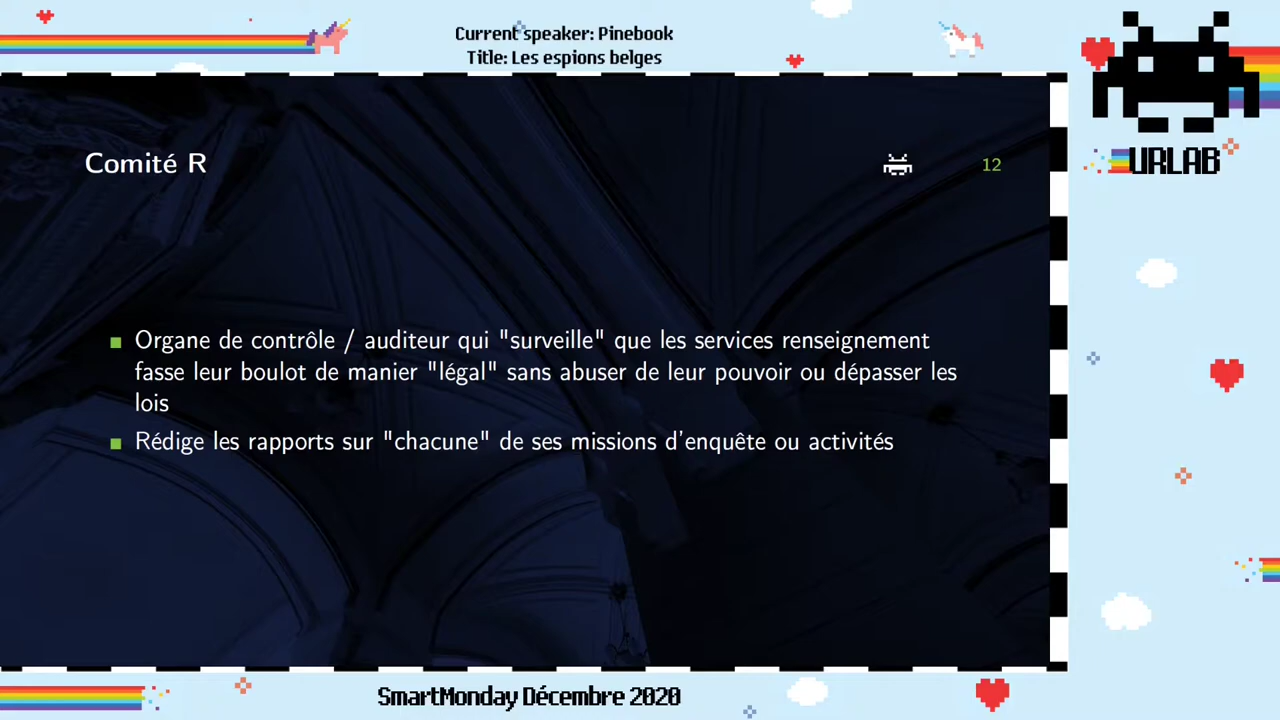 Current speaker: Pinebook
Title: Les espions belges
URLAB
Comité R
12
Organe de contrôle / auditeur qui "surveille" que les services renseignement
fasse leur boulot de manier "légal" sans abuser de leur pouvoir ou dépasser les
lois
Rédige les rapports sur "chacune" de ses missions d'enquête ou activités
SmartMonday Décembre 2020